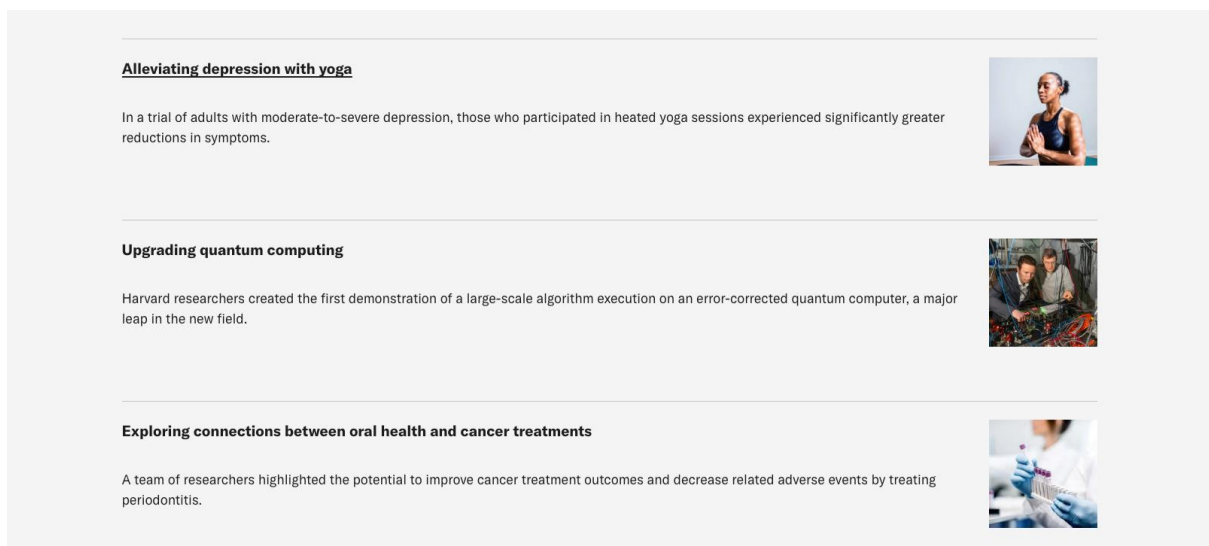 Alleviating depression with yoga
In a trial of adults with moderate-to-severe depression, those who participated in heated yoga sessions experienced significantly greater
reductions in symptoms.
Upgrading quantum computing
Harvard researchers created the first demonstration of a large-scale algorithm execution on an error-corrected quantum computer, a major
leap in the new field.
Exploring connections between oral health and cancer treatments
A team of researchers highlighted the potential to improve cancer treatment outcomes and decrease related adverse events by treating
periodontitis.